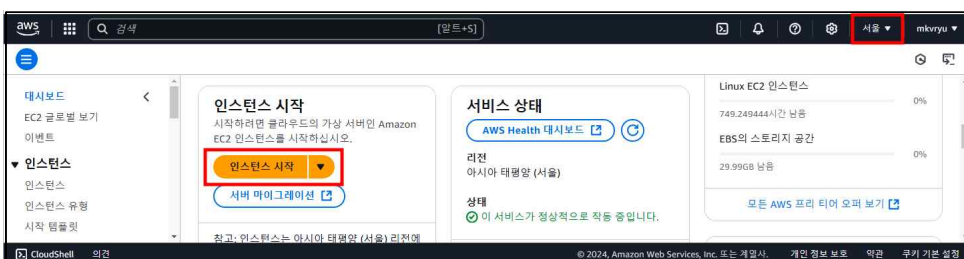 aws
검색
[알트+S]
서울 ▼
mkvryu ▼
대시보드
EC2 글로벌 보기
이벤트
▼ 인스턴스
인스턴스
인스턴스 유형
시작 템플릿
인스턴스 시작
시작하려면 클라우드의 가상 서버인 Amazon
EC2 인스턴스를 시작하십시오.
인스턴스 시작 ▼
서버 마이그레이션
참고: 인스턴스는 아시아 태평양 (서울) 리전에
서비스 상태
AWS Health 대시보드
리전
아시아 태평양 (서울)
상태
이 서비스가 정상적으로 작동 중입니다.
Linux EC2 인스턴스
0%
749.249444시간 남음
EBS의 스토리지 공간
0%
29.99GB 남음
모든 AWS 프리 티어 오퍼 보기
CloudShell 의견
© 2024, Amazon Web Services, Inc. 또는 계열사. 개인 정보 보호 약관 쿠키 기본 설정